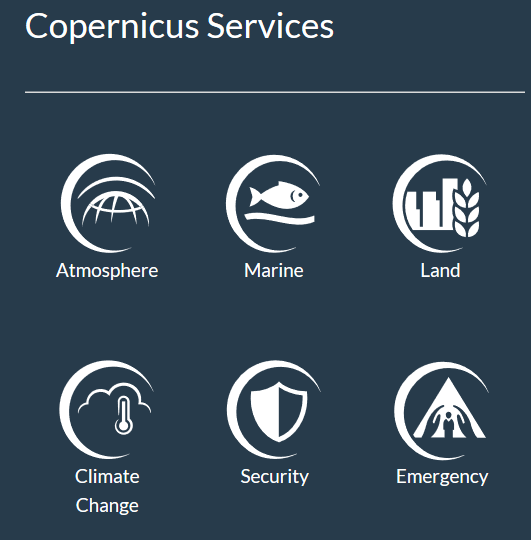 Copernicus Services
Atmosphere
Marine
Land
Climate
Change
Security
Emergency